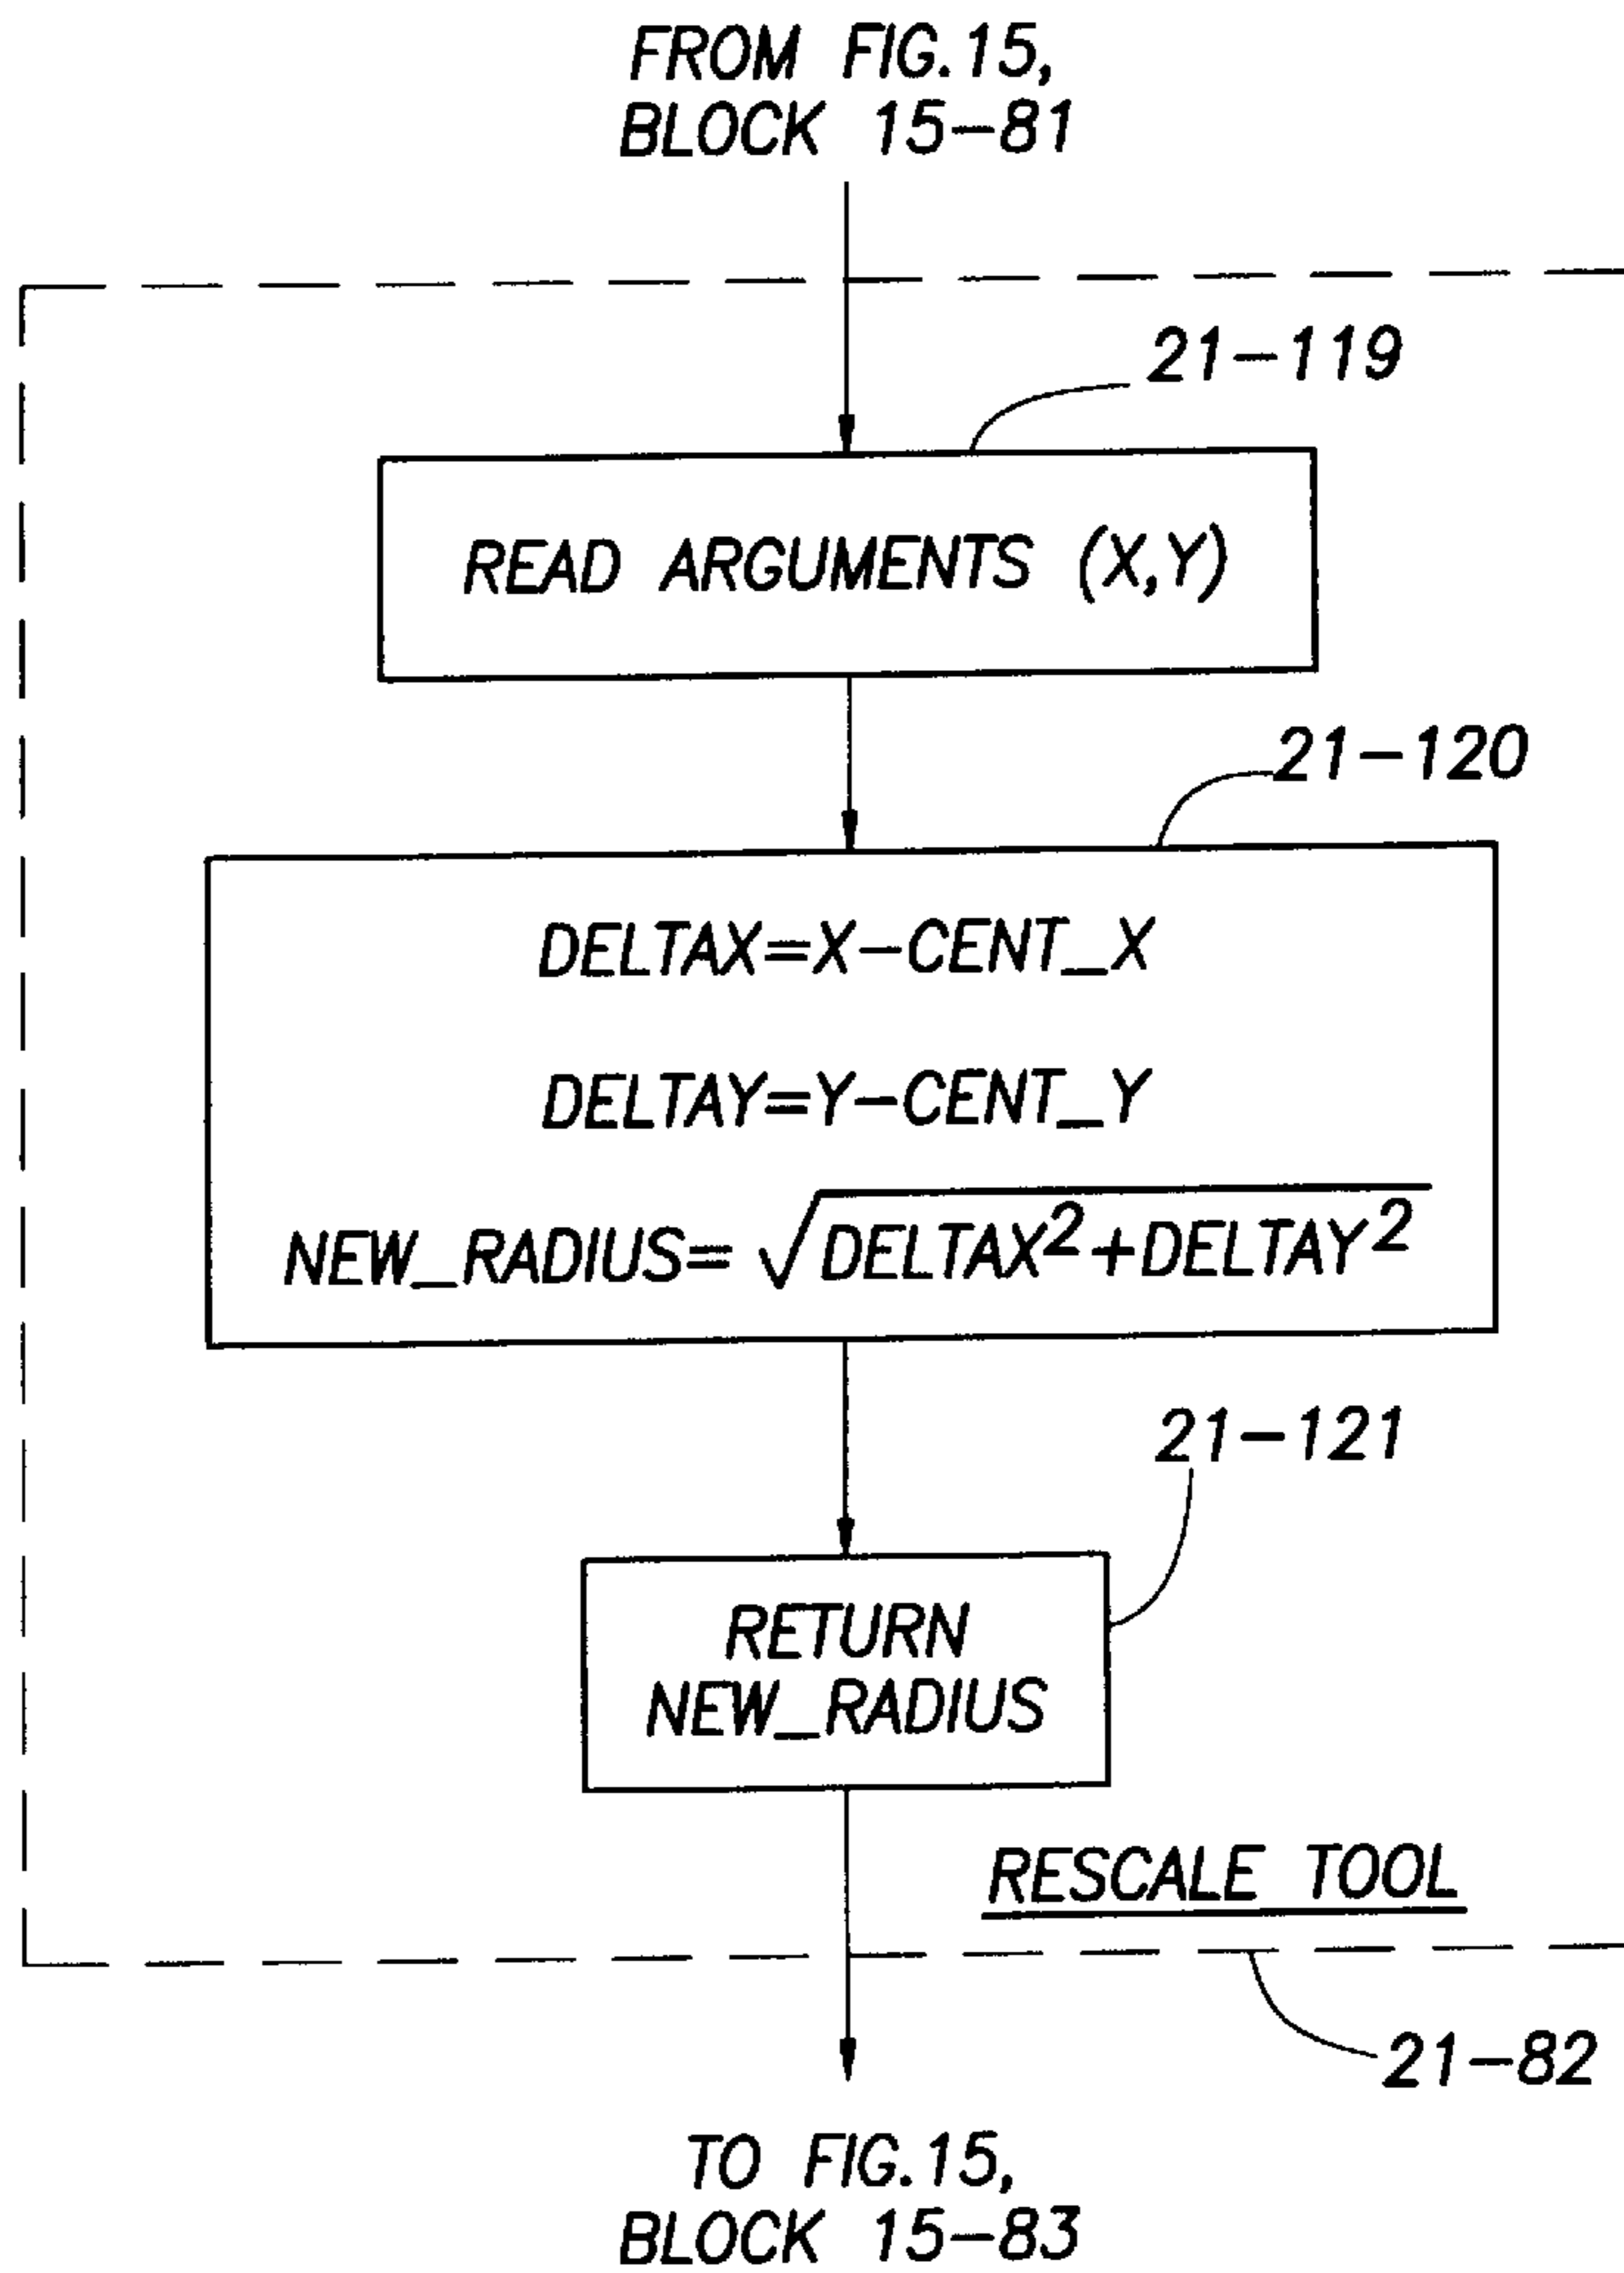 FROM FIG.15,
BLOCK 15-81
21-119
READ ARGUMENTS (X,Y)
21-120
DELTAX=X-CENT_X
DELTAY=Y-CENT_Y
NEW_RADIUS=√DELTAX²+DELTAY²
21-121
RETURN
NEW_RADIUS
RESCALE TOOL
21-82
TO FIG.15,
BLOCK 15-83